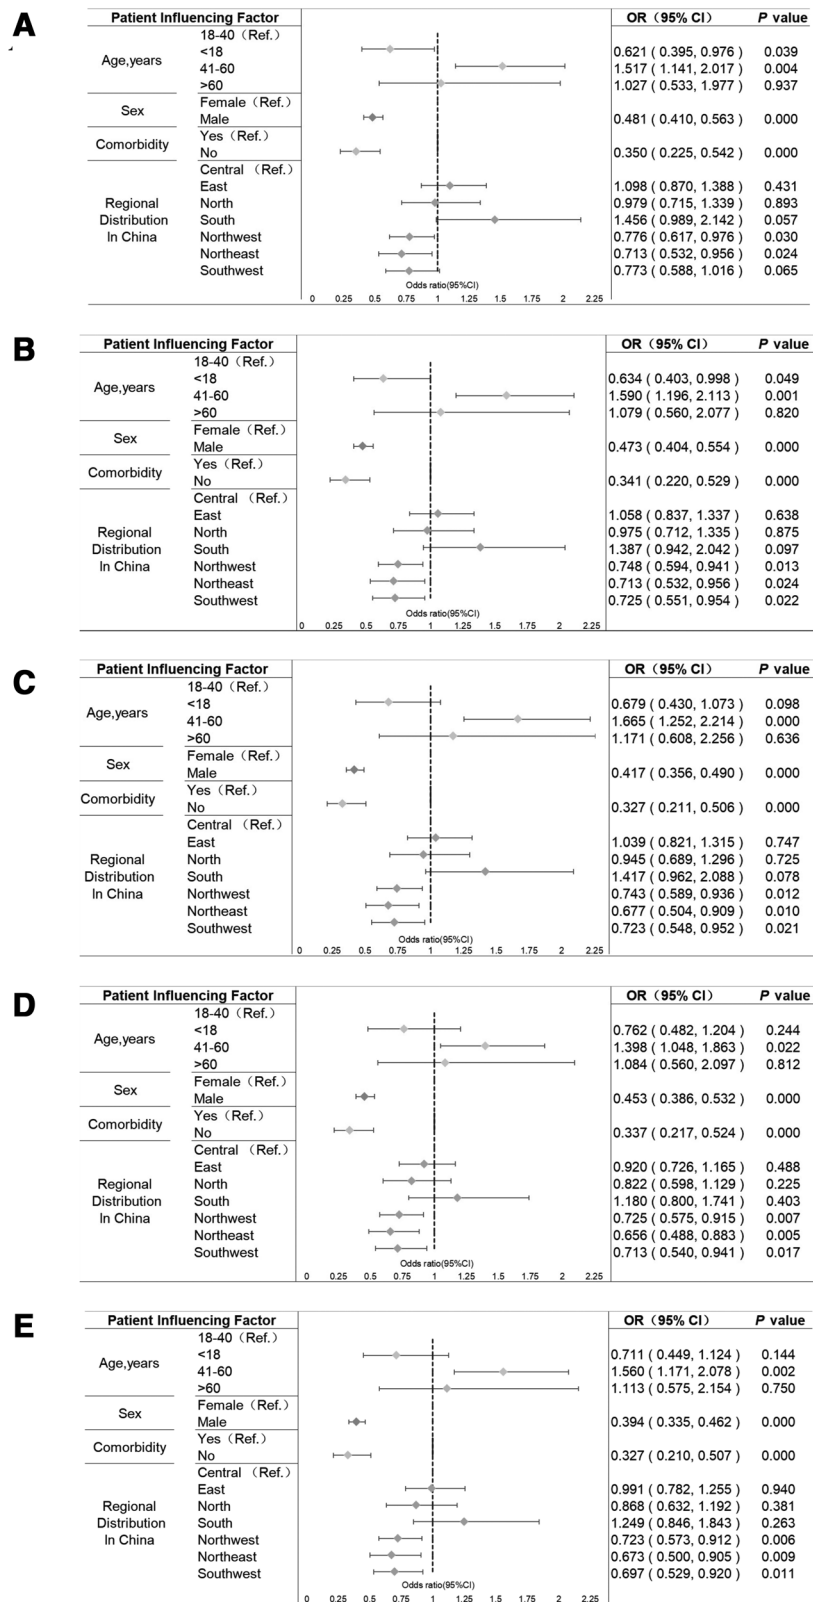 A
Patient Influencing Factor OR（95% CI） P value
18-40（Ref.）
Age,years <18 0.621 ( 0.395, 0.976 ) 0.039
41-60 1.517 ( 1.141, 2.017 ) 0.004
>60 1.027 ( 0.533, 1.977 ) 0.937
Sex Female（Ref.）
Male 0.481 ( 0.410, 0.563 ) 0.000
Comorbidity Yes（Ref.）
No 0.350 ( 0.225, 0.542 ) 0.000
Central （Ref.）
East 1.098 ( 0.870, 1.388 ) 0.431
Regional North 0.979 ( 0.715, 1.339 ) 0.893
Distribution South 1.456 ( 0.989, 2.142 ) 0.057
In China Northwest 0.776 ( 0.617, 0.976 ) 0.030
Northeast 0.713 ( 0.532, 0.956 ) 0.024
Southwest 0.773 ( 0.588, 1.016 ) 0.065
Odds ratio(95%CI)
0 0.25 0.5 0.75 1 1.25 1.5 1.75 2 2.25
B
Patient Influencing Factor OR（95% CI） P value
18-40（Ref.）
Age,years <18 0.634 ( 0.403, 0.998 ) 0.049
41-60 1.590 ( 1.196, 2.113 ) 0.001
>60 1.079 ( 0.560, 2.077 ) 0.820
Sex Female（Ref.）
Male 0.473 ( 0.404, 0.554 ) 0.000
Comorbidity Yes（Ref.）
No 0.341 ( 0.220, 0.529 ) 0.000
Central （Ref.）
East 1.058 ( 0.837, 1.337 ) 0.638
Regional North 0.975 ( 0.712, 1.335 ) 0.875
Distribution South 1.387 ( 0.942, 2.042 ) 0.097
In China Northwest 0.748 ( 0.594, 0.941 ) 0.013
Northeast 0.713 ( 0.532, 0.956 ) 0.024
Southwest 0.725 ( 0.551, 0.954 ) 0.022
Odds ratio(95%CI)
0 0.25 0.5 0.75 1 1.25 1.5 1.75 2 2.25
C
Patient Influencing Factor OR（95% CI） P value
18-40（Ref.）
Age,years <18 0.679 ( 0.430, 1.073 ) 0.098
41-60 1.665 ( 1.252, 2.214 ) 0.000
>60 1.171 ( 0.608, 2.256 ) 0.636
Sex Female（Ref.）
Male 0.417 ( 0.356, 0.490 ) 0.000
Comorbidity Yes（Ref.）
No 0.327 ( 0.211, 0.506 ) 0.000
Central （Ref.）
East 1.039 ( 0.821, 1.315 ) 0.747
Regional North 0.945 ( 0.689, 1.296 ) 0.725
Distribution South 1.417 ( 0.962, 2.088 ) 0.078
In China Northwest 0.743 ( 0.589, 0.936 ) 0.012
Northeast 0.677 ( 0.504, 0.909 ) 0.010
Southwest 0.723 ( 0.548, 0.952 ) 0.021
Odds ratio(95%CI)
0 0.25 0.5 0.75 1 1.25 1.5 1.75 2 2.25
D
Patient Influencing Factor OR（95% CI） P value
18-40（Ref.）
Age,years <18 0.762 ( 0.482, 1.204 ) 0.244
41-60 1.398 ( 1.048, 1.863 ) 0.022
>60 1.084 ( 0.560, 2.097 ) 0.812
Sex Female（Ref.）
Male 0.453 ( 0.386, 0.532 ) 0.000
Comorbidity Yes（Ref.）
No 0.337 ( 0.217, 0.524 ) 0.000
Central （Ref.）
East 0.920 ( 0.726, 1.165 ) 0.488
Regional North 0.822 ( 0.598, 1.129 ) 0.225
Distribution South 1.180 ( 0.800, 1.741 ) 0.403
In China Northwest 0.725 ( 0.575, 0.915 ) 0.007
Northeast 0.656 ( 0.488, 0.883 ) 0.005
Southwest 0.713 ( 0.540, 0.941 ) 0.017
Odds ratio(95%CI)
0 0.25 0.5 0.75 1 1.25 1.5 1.75 2 2.25
E
Patient Influencing Factor OR（95% CI） P value
18-40（Ref.）
Age,years <18 0.711 ( 0.449, 1.124 ) 0.144
41-60 1.560 ( 1.171, 2.078 ) 0.002
>60 1.113 ( 0.575, 2.154 ) 0.750
Sex Female（Ref.）
Male 0.394 ( 0.335, 0.462 ) 0.000
Comorbidity Yes（Ref.）
No 0.327 ( 0.210, 0.507 ) 0.000
Central （Ref.）
East 0.991 ( 0.782, 1.255 ) 0.940
Regional North 0.868 ( 0.632, 1.192 ) 0.381
Distribution South 1.249 ( 0.846, 1.843 ) 0.263
In China Northwest 0.723 ( 0.573, 0.912 ) 0.006
Northeast 0.673 ( 0.500, 0.905 ) 0.009
Southwest 0.697 ( 0.529, 0.920 ) 0.011
Odds ratio(95%CI)
0 0.25 0.5 0.75 1 1.25 1.5 1.75 2 2.25